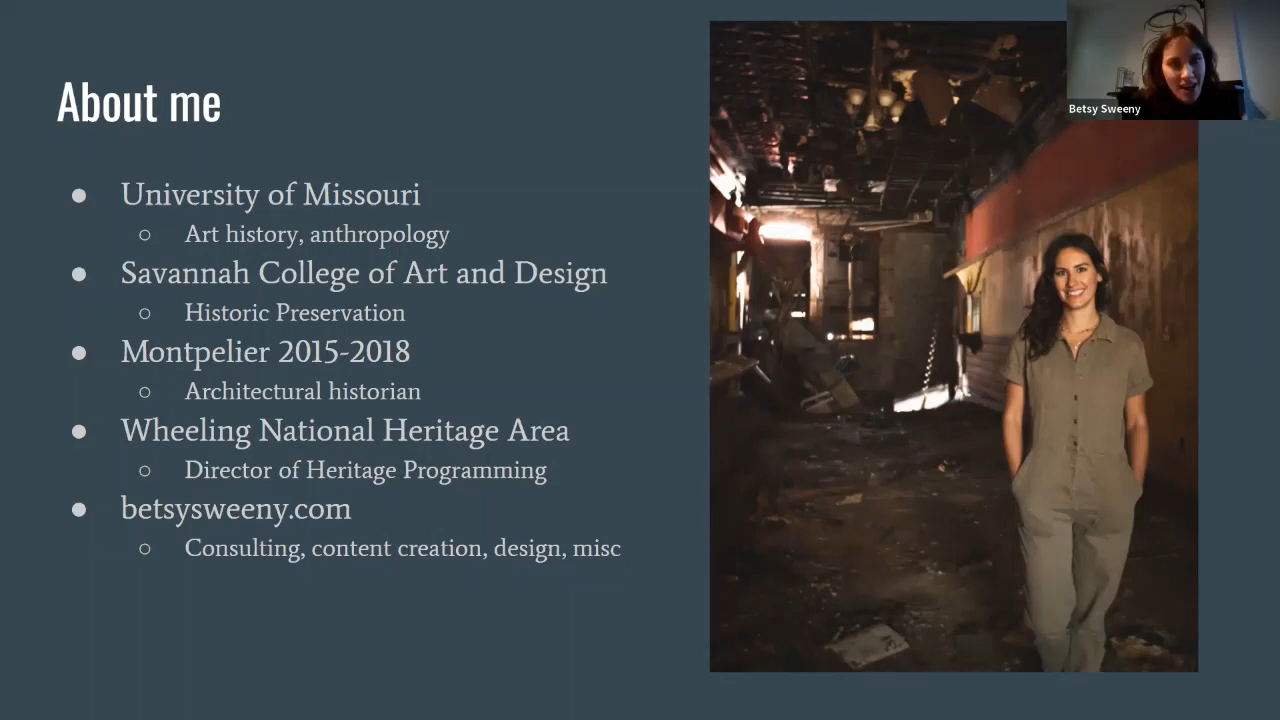 About me
● University of Missouri
○ Art history, anthropology
● Savannah College of Art and Design
○ Historic Preservation
● Montpelier 2015-2018
○ Architectural historian
● Wheeling National Heritage Area
○ Director of Heritage Programming
● betsysweeny.com
○ Consulting, content creation, design, misc
Betsy Sweeny